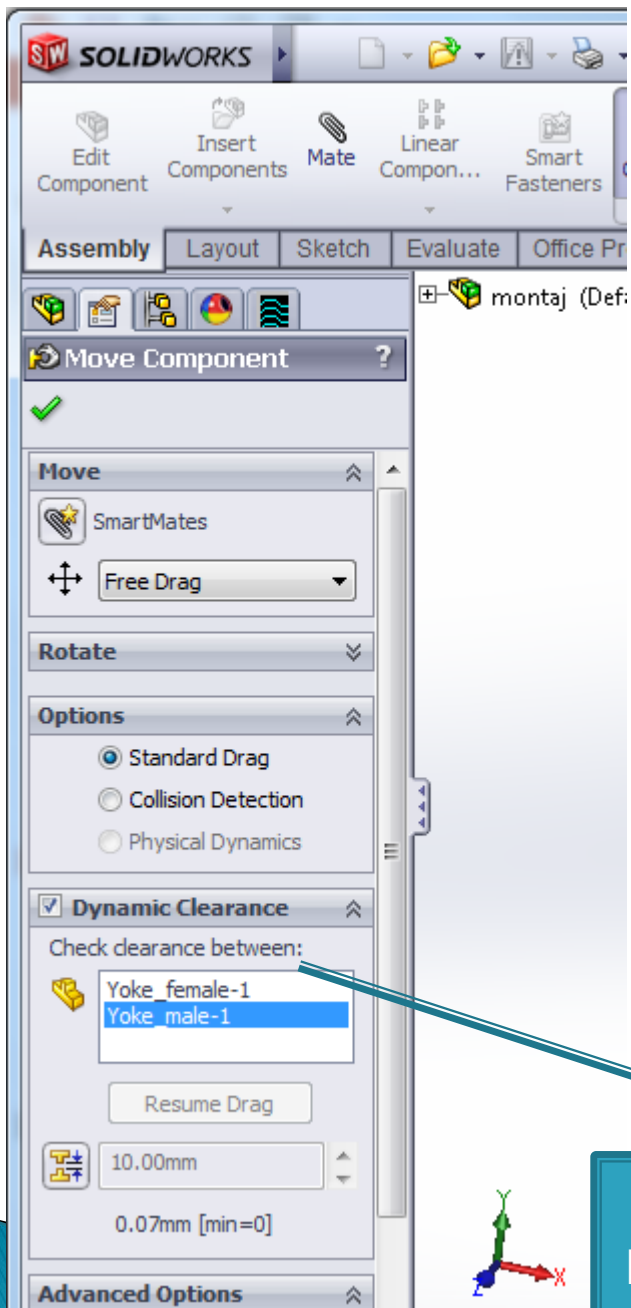 SW SOLIDWORKS
Edit Component
Insert Components
Mate
Linear Compon...
Smart Fasteners
Assembly Layout Sketch Evaluate Office Pr
montaj (Defa
Move Component ?
Move
SmartMates
Free Drag
Rotate
Options
Standard Drag
Collision Detection
Physical Dynamics
Dynamic Clearance
Check clearance between:
Yoke_female-1
Yoke_male-1
Resume Drag
10.00mm
0.07mm [min=0]
Advanced Options
Y
X
Z